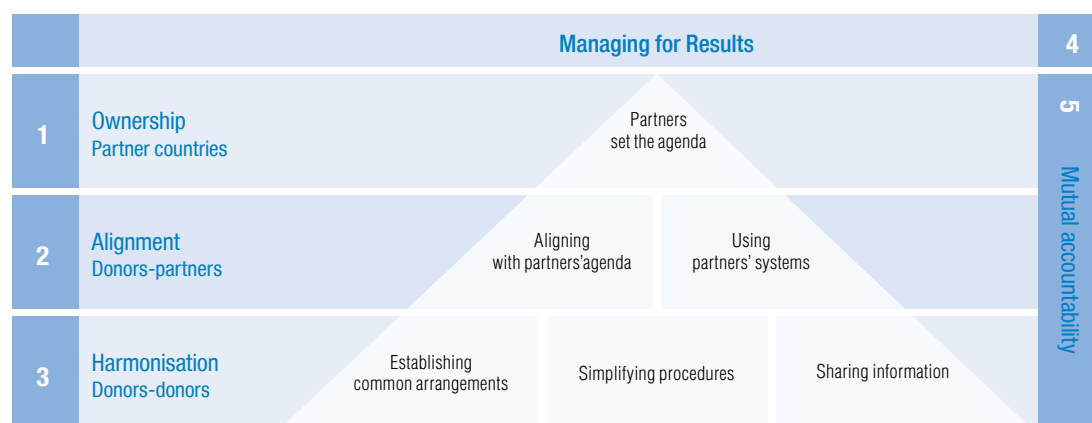 Managing for Results
4
1
Ownership
Partner countries
Partners
set the agenda
5
Mutual accountability
2
Alignment
Donors-partners
Aligning
with partners'agenda
Using
partners' systems
3
Harmonisation
Donors-donors
Establishing
common arrangements
Simplifying procedures
Sharing information